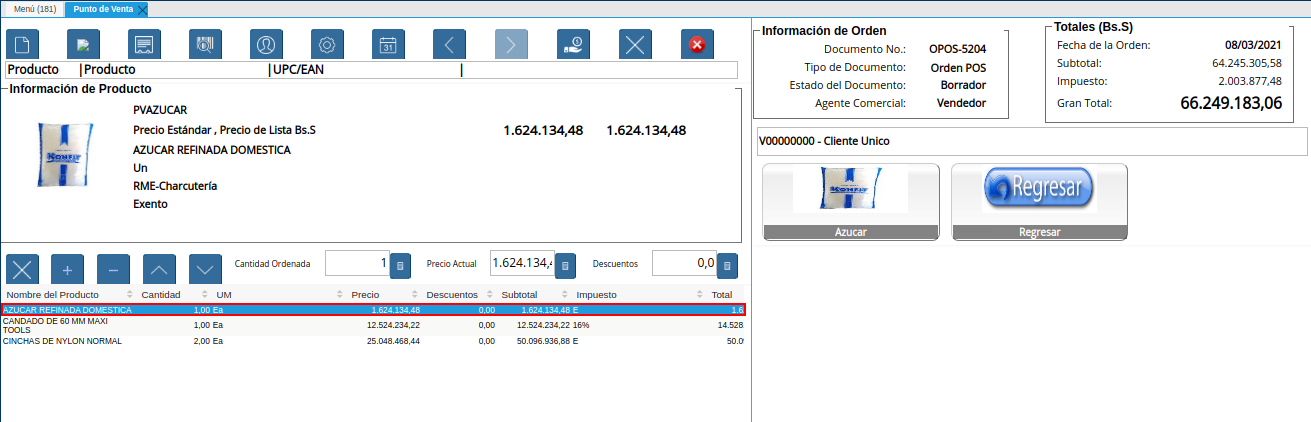 Menú (181)
Punto de Venta
31
Producto |Producto |UPC/EAN |
Información de Producto
KONFIT
PVAZUCAR
Precio Estándar , Precio de Lista Bs.S 1.624.134,48 1.624.134,48
AZUCAR REFINADA DOMESTICA
Un
RME-Charcutería
Exento
Cantidad Ordenada 1 Precio Actual 1.624.134,4 Descuentos 0,0
Nombre del Producto Cantidad UM Precio Descuentos Subtotal Impuesto Total
AZUCAR REFINADA DOMESTICA 1,00 Ea 1.624.134,48 0,00 1.624.134,48 E 1.6
CANDADO DE 60 MM MAXI TOOLS 1,00 Ea 12.524.234,22 0,00 12.524.234,22 16% 14.528.
CINCHAS DE NYLON NORMAL 2,00 Ea 25.048.468,44 0,00 50.096.936,88 E 50.0
Información de Orden
Documento No.: OPOS-5204
Tipo de Documento: Orden POS
Estado del Documento: Borrador
Agente Comercial: Vendedor
Totales (Bs.S)
Fecha de la Orden: 08/03/2021
Subtotal: 64.245.305,58
Impuesto: 2.003.877,48
Gran Total: 66.249.183,06
V00000000 - Cliente Unico
Regresar
Azucar
Regresar